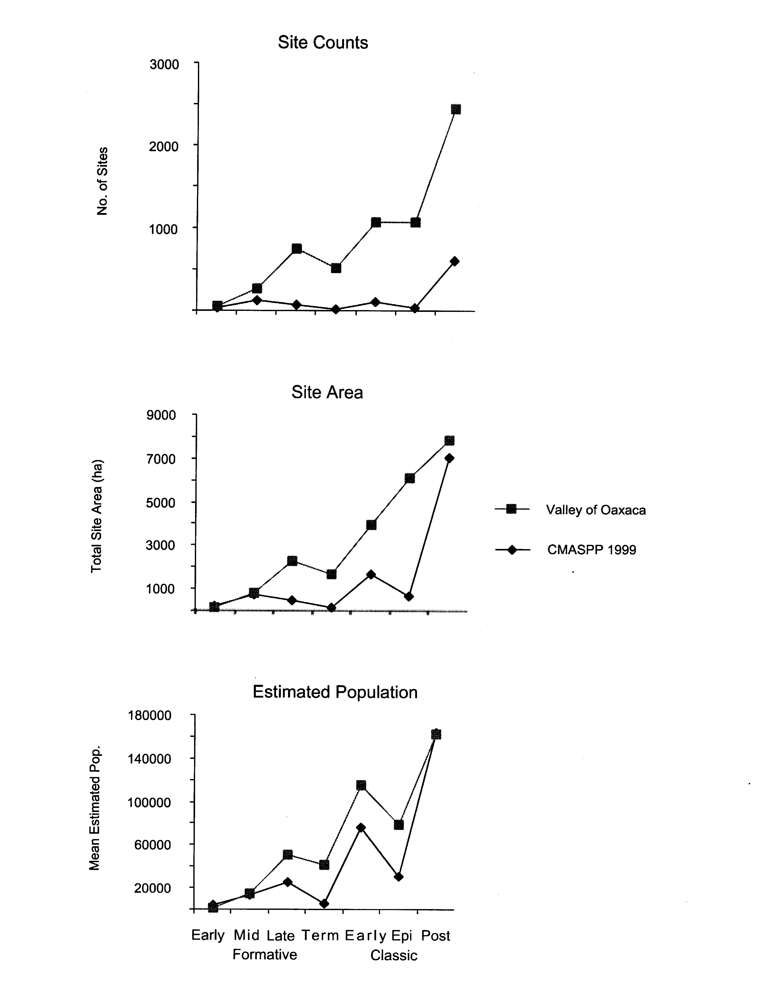 Site Counts
3000
2000
1000
No. of Sites
Site Area
9000
7000
5000
3000
1000
Total Site Area (ha)
Valley of Oaxaca
CMASPP 1999
Estimated Population
180000
140000
100000
60000
20000
Mean Estimated Pop.
Early Mid Late Term Early Epi Post
Formative Classic